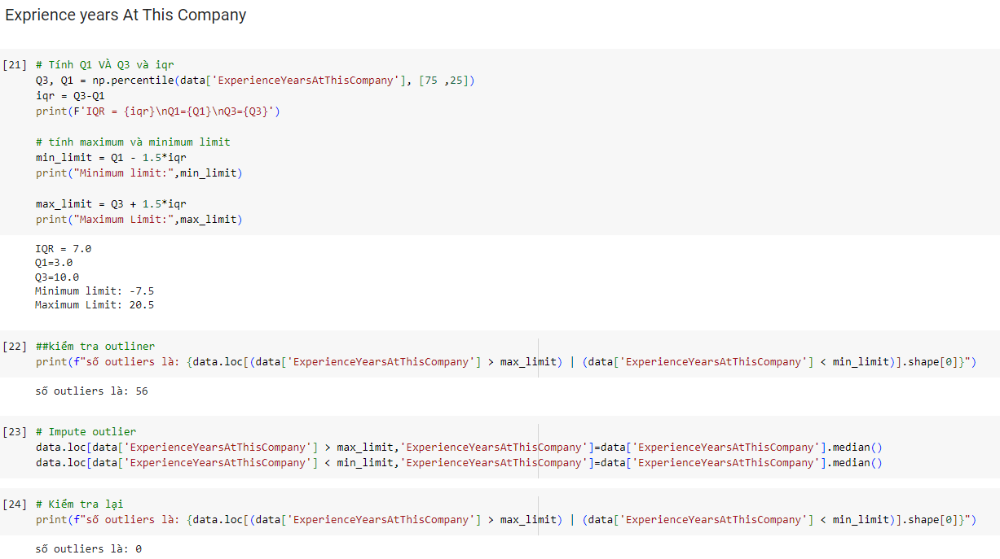 Exprience years At This Company
[21] # Tính Q1 VÀ Q3 và iqr
Q3, Q1 = np.percentile(data['ExperienceYearsAtThisCompany'], [75 ,25])
iqr = Q3-Q1
print(F'IQR = {iqr}\nQ1={Q1}\nQ3={Q3}')
# tính maximum và minimum limit
min_limit = Q1 - 1.5*iqr
print("Minimum limit:",min_limit)
max_limit = Q3 + 1.5*iqr
print("Maximum Limit:",max_limit)
IQR = 7.0
Q1=3.0
Q3=10.0
Minimum limit: -7.5
Maximum Limit: 20.5
[22] ##kiểm tra outliner
print(f"số outliers là: {data.loc[(data['ExperienceYearsAtThisCompany'] > max_limit) | (data['ExperienceYearsAtThisCompany'] < min_limit)].shape[0]}")
số outliers là: 56
[23] # Impute outlier
data.loc[data['ExperienceYearsAtThisCompany'] > max_limit,'ExperienceYearsAtThisCompany']=data['ExperienceYearsAtThisCompany'].median()
data.loc[data['ExperienceYearsAtThisCompany'] < min_limit,'ExperienceYearsAtThisCompany']=data['ExperienceYearsAtThisCompany'].median()
[24] # Kiểm tra lại
print(f"số outliers là: {data.loc[(data['ExperienceYearsAtThisCompany'] > max_limit) | (data['ExperienceYearsAtThisCompany'] < min_limit)].shape[0]}")
số outliers là: 0